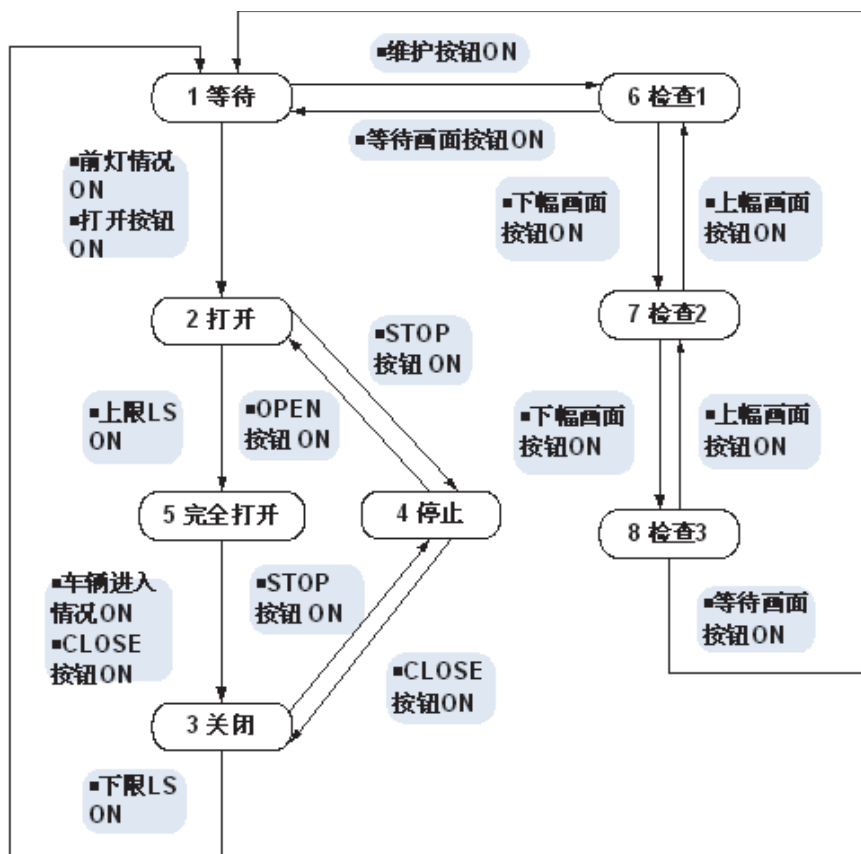 ■维护按钮ON
1 等待
6 检查1
■等待画面按钮ON
■前灯情况
ON
■打开按钮
ON
■下幅画面
按钮ON
■上幅画面
按钮ON
2 打开
7 检查2
■STOP
按钮 ON
■上限LS
ON
■OPEN
按钮 ON
■下幅画面
按钮ON
■上幅画面
按钮ON
5 完全打开
4 停止
8 检查3
■车辆进入
情况ON
■CLOSE
按钮ON
■STOP
按钮 ON
■等待画面
按钮ON
■CLOSE
按钮ON
3 关闭
■下限LS
ON